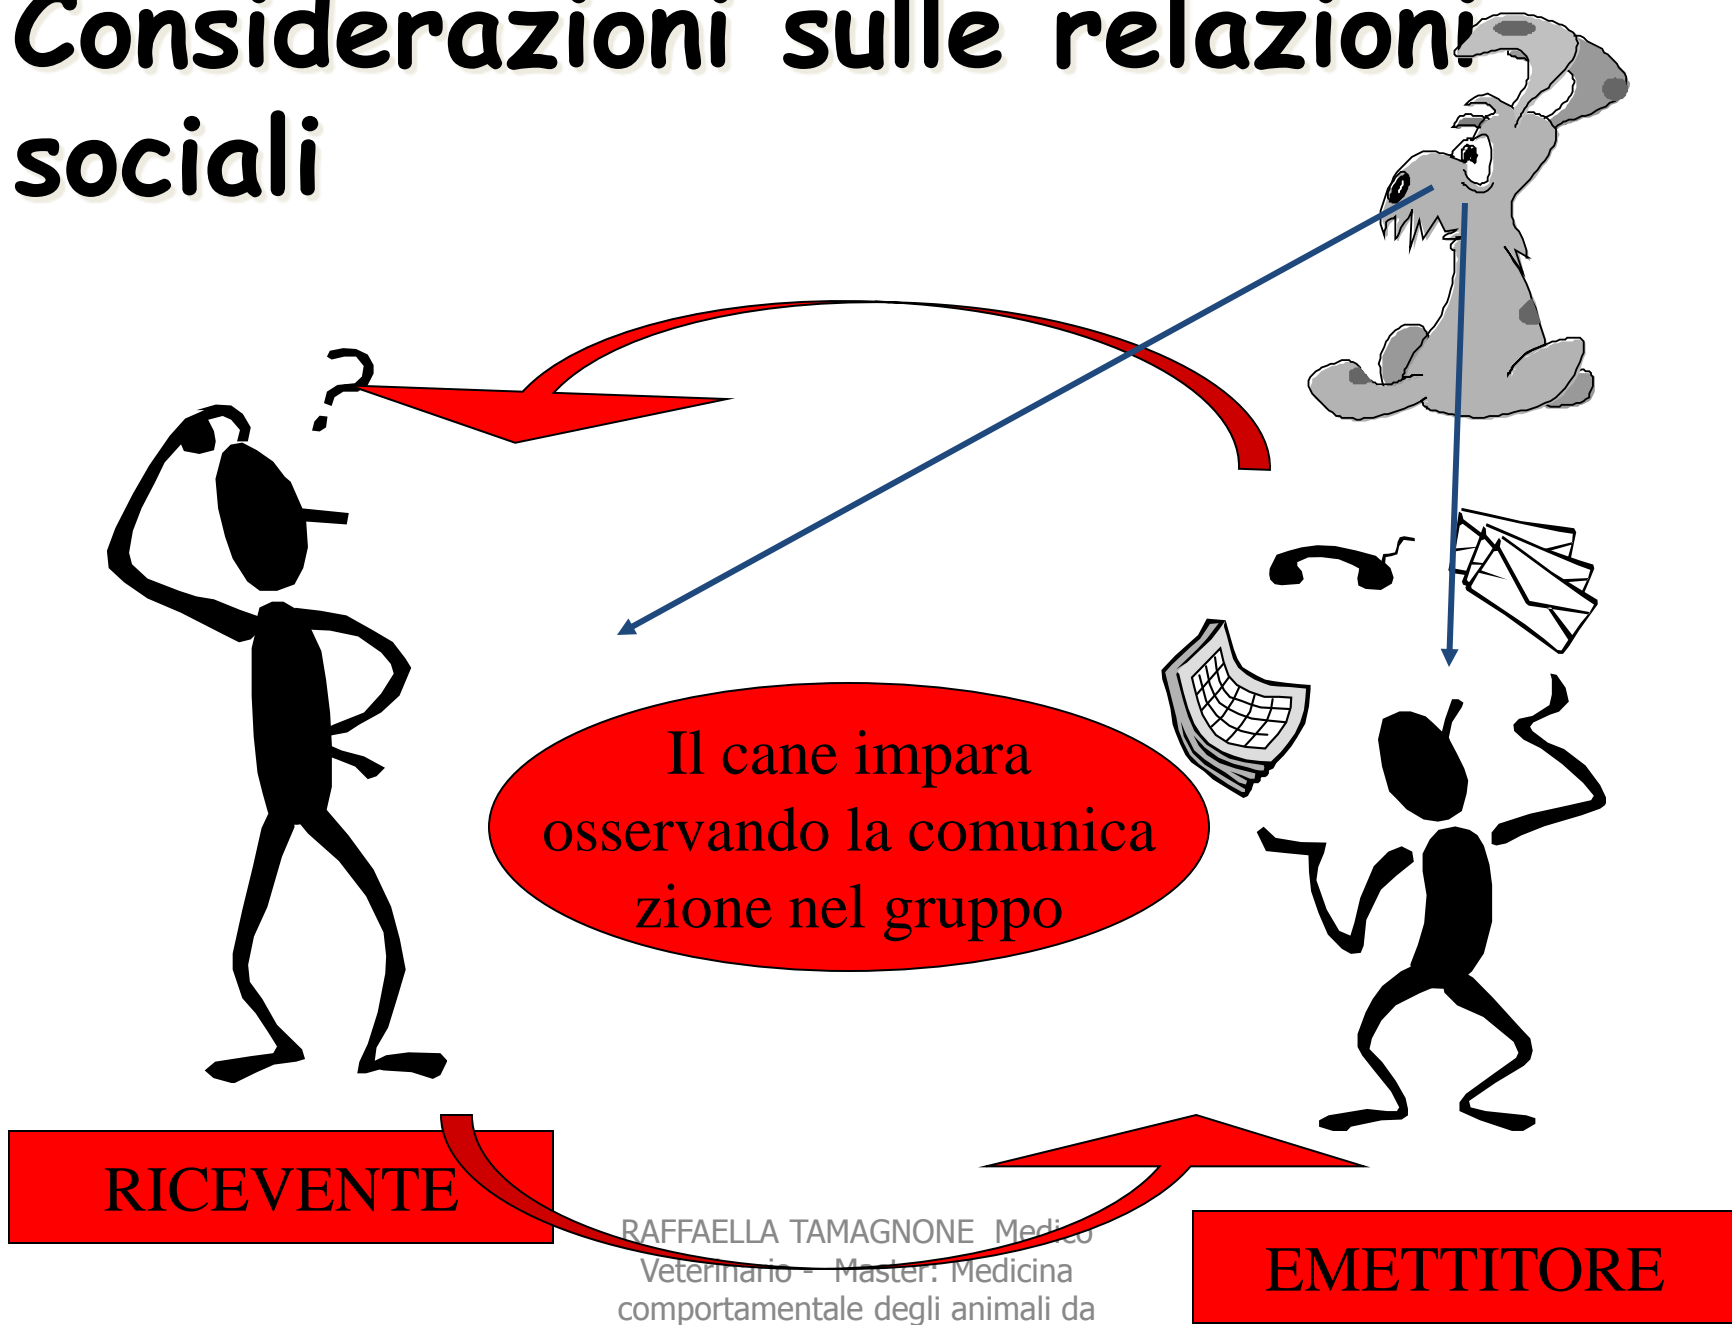 Considerazioni sulle relazioni
sociali
?
Il cane impara
osservando la comunica
zione nel gruppo
RICEVENTE
RAFFAELLA TAMAGNONE Medico
Veterinario - Master: Medicina
comportamentale degli animali da
EMETTITORE